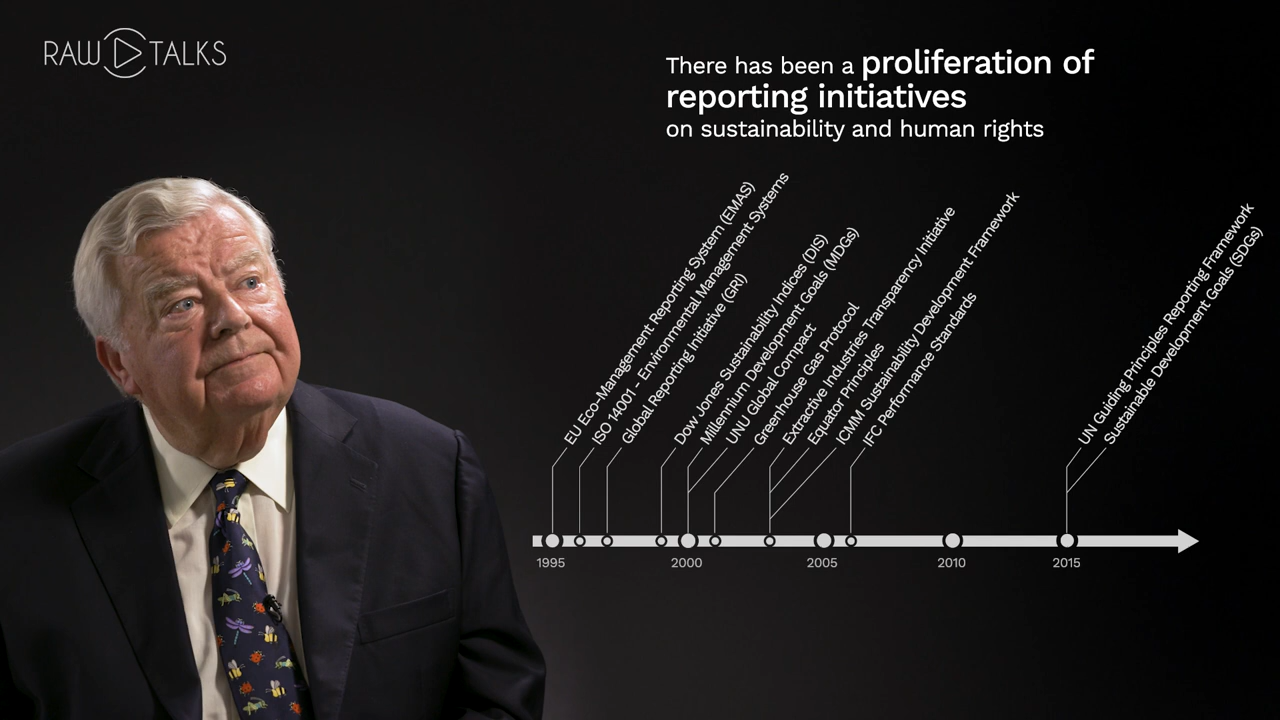 RAW TALKS
There has been a proliferation of
reporting initiatives
on sustainability and human rights
EU Eco-Management Reporting System (EMAS)
ISO 14001 - Environmental Management Systems
Global Reporting Initiative (GRI)
Dow Jones Sustainability Indices (DJS)
Millennium Development Goals (MDGs)
UNU Global Compact
Greenhouse Gas Protocol
Extractive Industries Transparency Initiative
Equator Principles
ICMM Sustainability Development Framework
IFC Performance Standards
UN Guiding Principles Reporting Framework
Sustainable Development Goals (SDGs)
1995
2000
2005
2010
2015